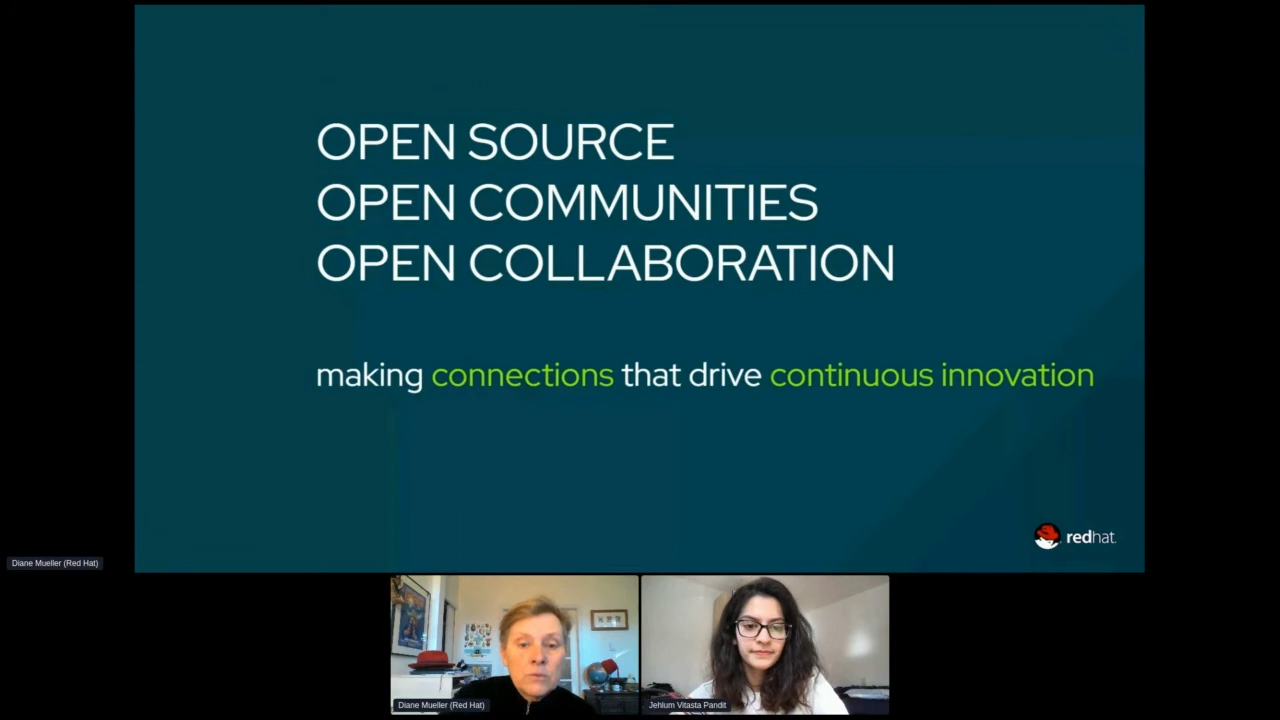 OPEN SOURCE
OPEN COMMUNITIES
OPEN COLLABORATION
making connections that drive continuous innovation
redhat.
Diane Mueller (Red Hat)
Diane Mueller (Red Hat)
Jehlum Vitasta Pandit